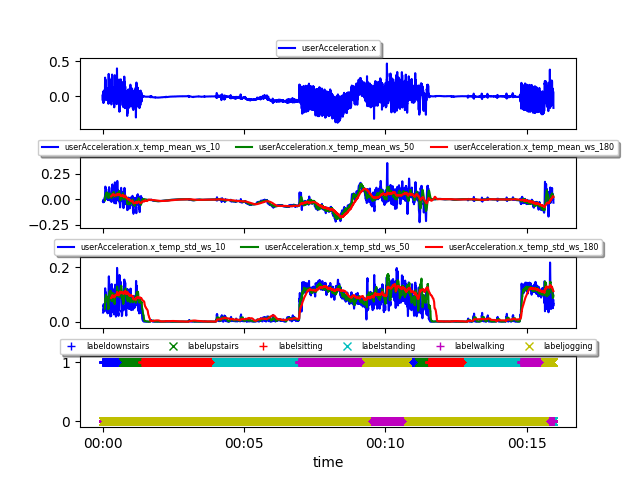 userAcceleration.x
0.5
0.0
userAcceleration.x_temp_mean_ws_10 userAcceleration.x_temp_mean_ws_50 userAcceleration.x_temp_mean_ws_180
0.25
0.00
−0.25
userAcceleration.x_temp_std_ws_10 userAcceleration.x_temp_std_ws_50 userAcceleration.x_temp_std_ws_180
0.2
0.0
labeldownstairs labelupstairs labelsitting labelstanding labelwalking labeljogging
1
0
00:00 00:05 00:10 00:15
time